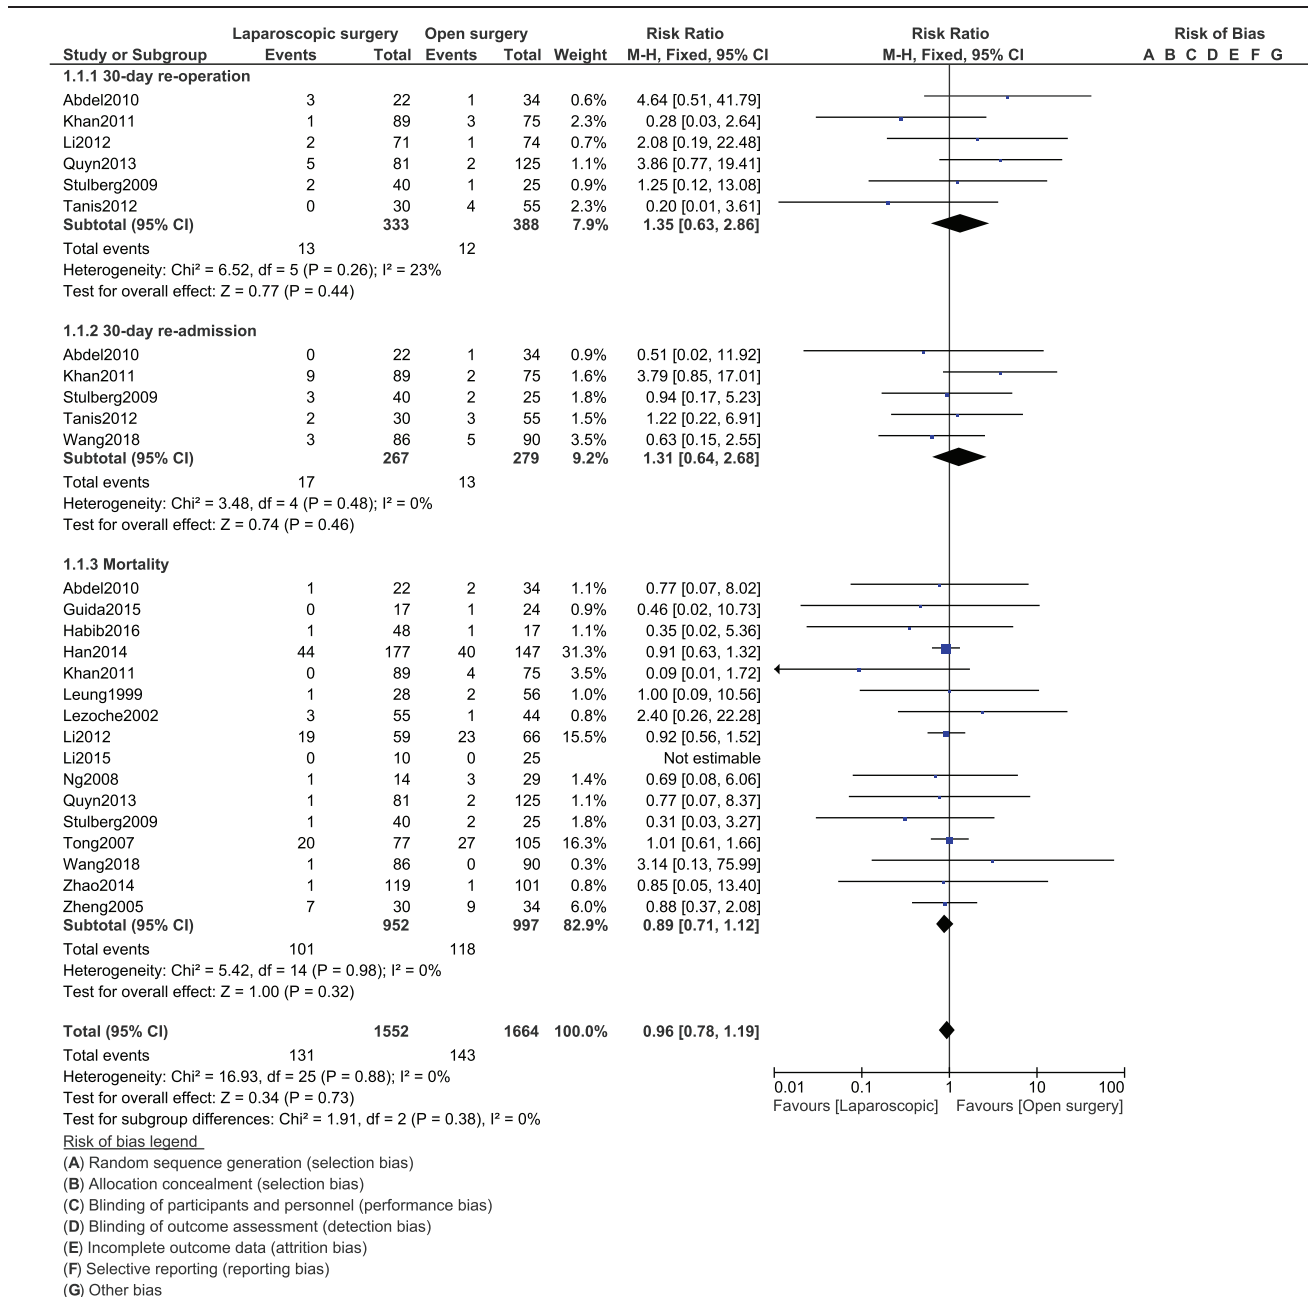 Laparoscopic surgery Open surgery Risk Ratio Risk Ratio Risk of Bias
Study or Subgroup Events Total Events Total Weight M-H, Fixed, 95% CI M-H, Fixed, 95% CI A B C D E F G
1.1.1 30-day re-operation
Abdel2010 3 22 1 34 0.6% 4.64 [0.51, 41.79]
Khan2011 1 89 3 75 2.3% 0.28 [0.03, 2.64]
Li2012 2 71 1 74 0.7% 2.08 [0.19, 22.48]
Quyn2013 5 81 2 125 1.1% 3.86 [0.77, 19.41]
Stulberg2009 2 40 1 25 0.9% 1.25 [0.12, 13.08]
Tanis2012 0 30 4 55 2.3% 0.20 [0.01, 3.61]
Subtotal (95% CI) 333 388 7.9% 1.35 [0.63, 2.86]
Total events 13 12
Heterogeneity: Chi² = 6.52, df = 5 (P = 0.26); I² = 23%
Test for overall effect: Z = 0.77 (P = 0.44)
1.1.2 30-day re-admission
Abdel2010 0 22 1 34 0.9% 0.51 [0.02, 11.92]
Khan2011 9 89 2 75 1.6% 3.79 [0.85, 17.01]
Stulberg2009 3 40 2 25 1.8% 0.94 [0.17, 5.23]
Tanis2012 2 30 3 55 1.5% 1.22 [0.22, 6.91]
Wang2018 3 86 5 90 3.5% 0.63 [0.15, 2.55]
Subtotal (95% CI) 267 279 9.2% 1.31 [0.64, 2.68]
Total events 17 13
Heterogeneity: Chi² = 3.48, df = 4 (P = 0.48); I² = 0%
Test for overall effect: Z = 0.74 (P = 0.46)
1.1.3 Mortality
Abdel2010 1 22 2 34 1.1% 0.77 [0.07, 8.02]
Guida2015 0 17 1 24 0.9% 0.46 [0.02, 10.73]
Habib2016 1 48 1 17 1.1% 0.35 [0.02, 5.36]
Han2014 44 177 40 147 31.3% 0.91 [0.63, 1.32]
Khan2011 0 89 4 75 3.5% 0.09 [0.01, 1.72]
Leung1999 1 28 2 56 1.0% 1.00 [0.09, 10.56]
Lezoche2002 3 55 1 44 0.8% 2.40 [0.26, 22.28]
Li2012 19 59 23 66 15.5% 0.92 [0.56, 1.52]
Li2015 0 10 0 25 Not estimable
Ng2008 1 14 3 29 1.4% 0.69 [0.08, 6.06]
Quyn2013 1 81 2 125 1.1% 0.77 [0.07, 8.37]
Stulberg2009 1 40 2 25 1.8% 0.31 [0.03, 3.27]
Tong2007 20 77 27 105 16.3% 1.01 [0.61, 1.66]
Wang2018 1 86 0 90 0.3% 3.14 [0.13, 75.99]
Zhao2014 1 119 1 101 0.8% 0.85 [0.05, 13.40]
Zheng2005 7 30 9 34 6.0% 0.88 [0.37, 2.08]
Subtotal (95% CI) 952 997 82.9% 0.89 [0.71, 1.12]
Total events 101 118
Heterogeneity: Chi² = 5.42, df = 14 (P = 0.98); I² = 0%
Test for overall effect: Z = 1.00 (P = 0.32)
Total (95% CI) 1552 1664 100.0% 0.96 [0.78, 1.19]
Total events 131 143
Heterogeneity: Chi² = 16.93, df = 25 (P = 0.88); I² = 0%
Test for overall effect: Z = 0.34 (P = 0.73)
Test for subgroup differences: Chi² = 1.91, df = 2 (P = 0.38), I² = 0%
0.01 0.1 1 10 100
Favours [Laparoscopic] Favours [Open surgery]
Risk of bias legend
(A) Random sequence generation (selection bias)
(B) Allocation concealment (selection bias)
(C) Blinding of participants and personnel (performance bias)
(D) Blinding of outcome assessment (detection bias)
(E) Incomplete outcome data (attrition bias)
(F) Selective reporting (reporting bias)
(G) Other bias